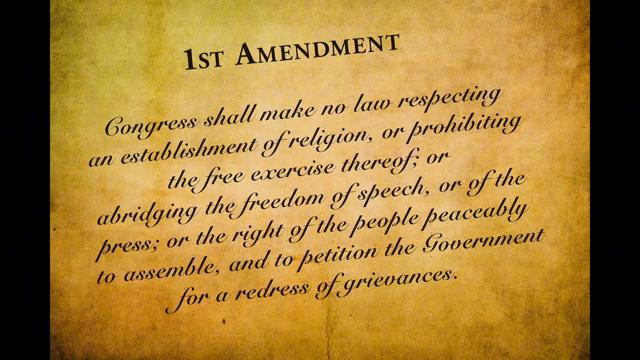 1ST AMENDMENT
Congress shall make no law respecting
an establishment of religion, or prohibiting
the free exercise thereof; or
abridging the freedom of speech, or of the
press; or the right of the people peaceably
to assemble, and to petition the Government
for a redress of grievances.